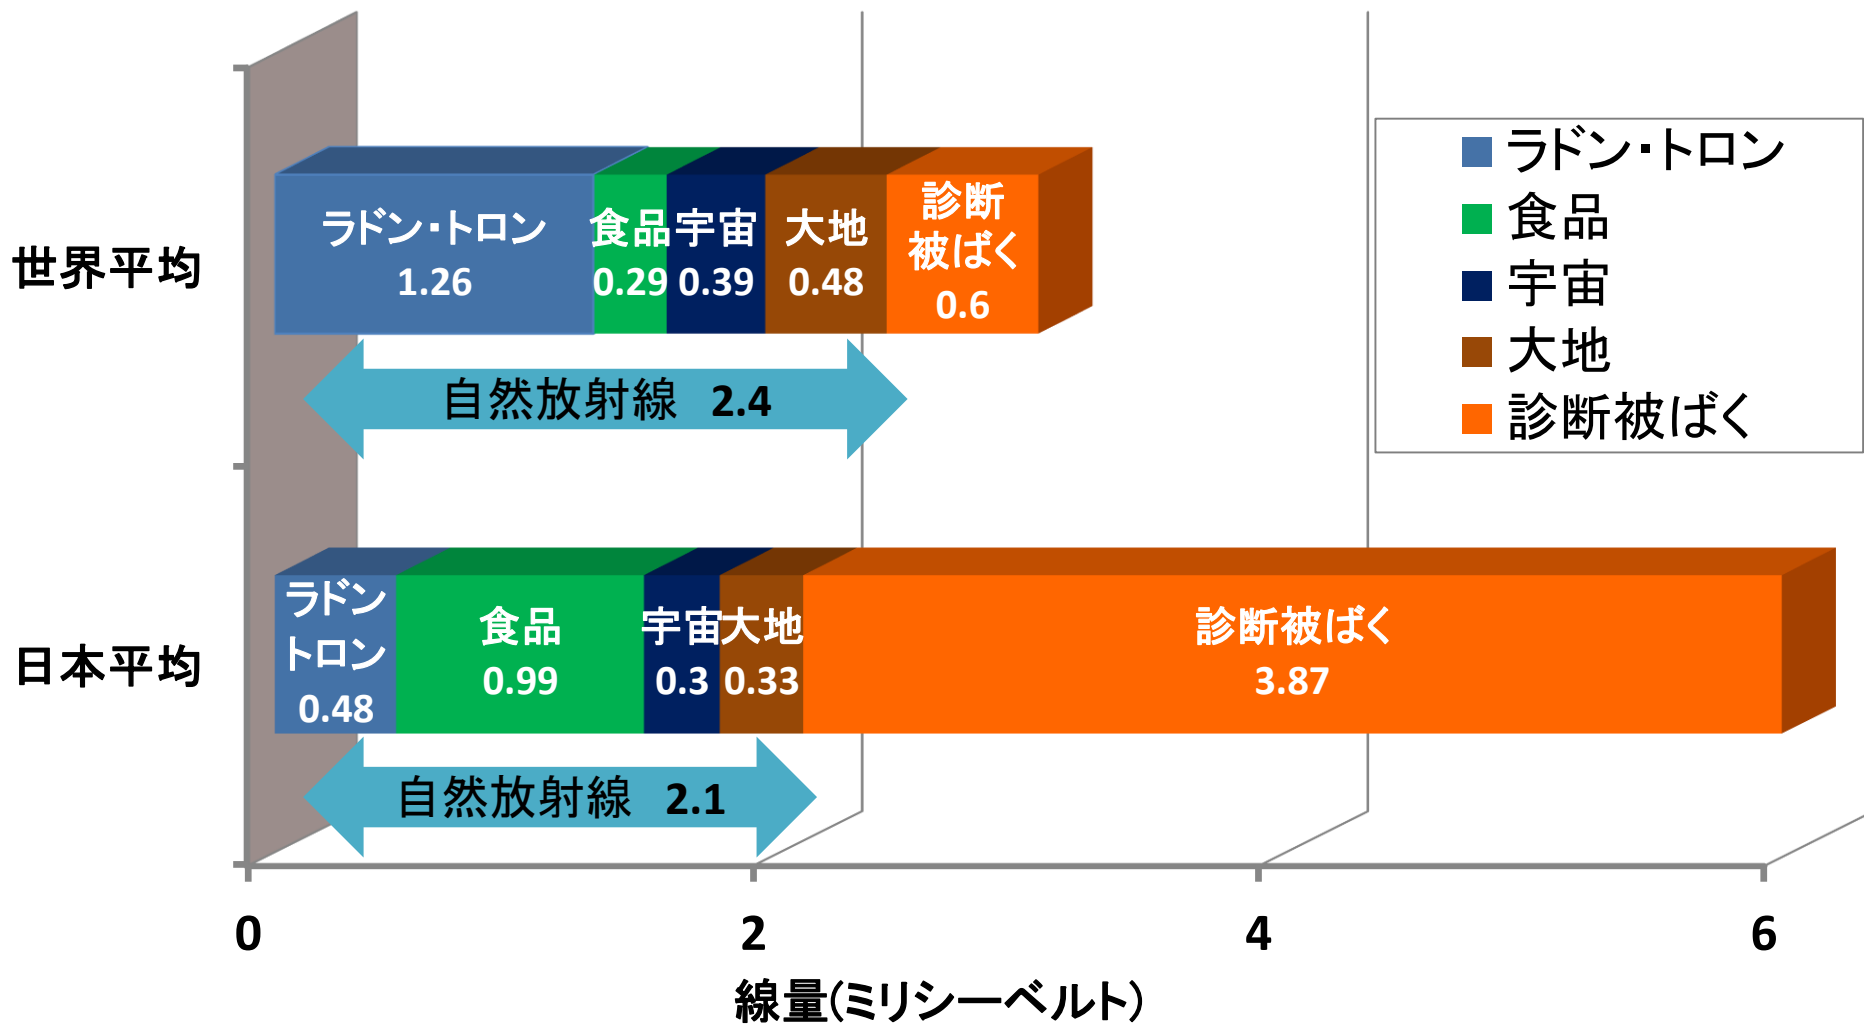 世界平均
ラドン・トロン
1.26
食品
0.29
宇宙
0.39
大地
0.48
診断
被ばく
0.6
自然放射線 2.4
ラドン・トロン
食品
宇宙
大地
診断被ばく
日本平均
ラドン
トロン
0.48
食品
0.99
宇宙
0.3
大地
0.33
診断被ばく
3.87
自然放射線 2.1
0
2
4
6
線量(ミリシーベルト)